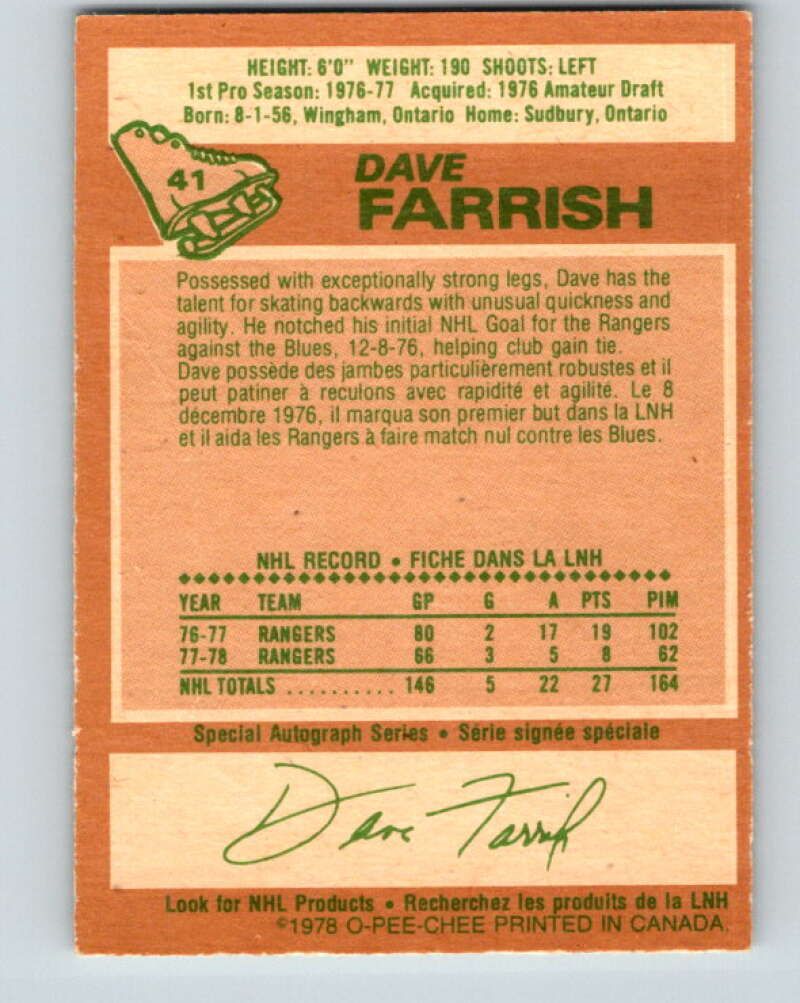 HEIGHT: 6'0" WEIGHT: 190 SHOOTS: LEFT
1st Pro Season: 1976-77 Acquired: 1976 Amateur Draft
Born: 8-1-56, Wingham, Ontario Home: Sudbury, Ontario
41
DAVE
FARRISH
Possessed with exceptionally strong legs, Dave has the
talent for skating backwards with unusual quickness and
agility. He notched his initial NHL Goal for the Rangers
against the Blues, 12-8-76, helping club gain tie.
Dave possède des jambes particulièrement robustes et il
peut patiner à reculons avec rapidité et agilité. Le 8
décembre 1976, il marqua son premier but dans la LNH
et il aida les Rangers à faire match nul contre les Blues.
NHL RECORD • FICHE DANS LA LNH
YEAR TEAM GP G A PTS PIM
76-77 RANGERS 80 2 17 19 102
77-78 RANGERS 66 3 5 8 62
NHL TOTALS .......... 146 5 22 27 164
Special Autograph Series • Série signée spéciale
Dave Farrish
Look for NHL Products • Recherchez les produits de la LNH
©1978 O-PEE-CHEE PRINTED IN CANADA.